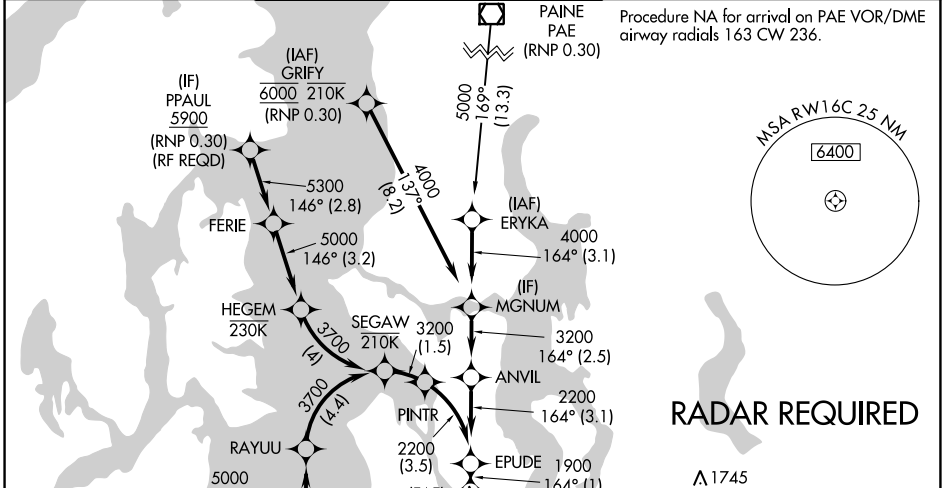 PAINE
PAE
(RNP 0.30)
Procedure NA for arrival on PAE VOR/DME
airway radials 163 CW 236.
(IAF)
GRIFY
6000 210K
(RNP 0.30)
(IF)
PPAUL
5900
(RNP 0.30)
(RF REQD)
5000
169°
(13.3)
MSA RW16C 25 NM
6400
4000
137°
(8.2)
5300
146° (2.8)
FERIE
5000
146° (3.2)
(IAF)
ERYKA
4000
164° (3.1)
HEGEM
230K
(IF)
MGNUM
3700
(4)
SEGAW
210K
3200
(1.5)
3200
164° (2.5)
ANVIL
3700
(4.4)
PINTR
2200
164° (3.1)
RADAR REQUIRED
RAYUU
2200
(3.5)
EPUDE
1900
164° (1)
5000
1745